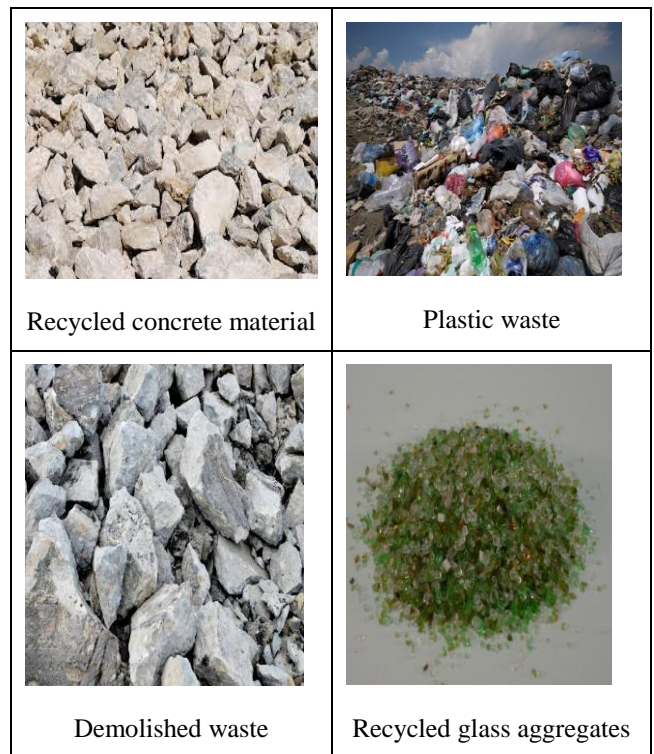 Recycled concrete material
Plastic waste
Demolished waste
Recycled glass aggregates